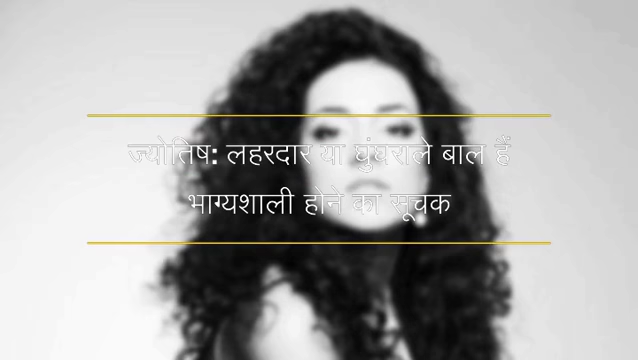 ज्योतिष: लहरदार या घुंघराले बाल हैं
भाग्यशाली होने का सूचक